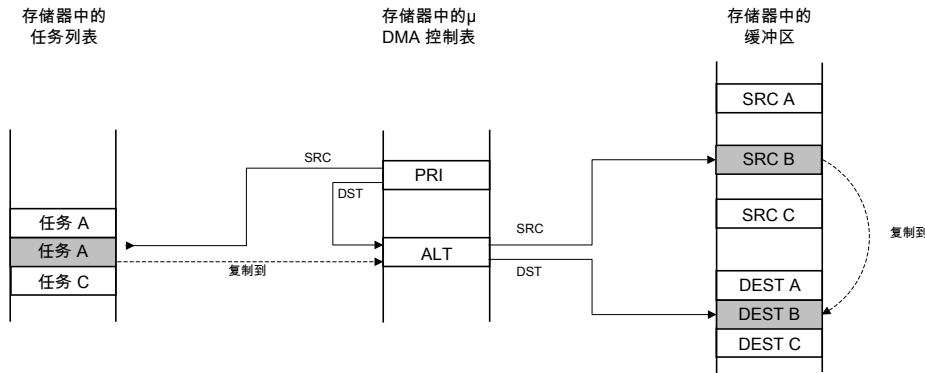 存储器中的
任务列表
存储器中的μ
DMA 控制表
存储器中的
缓冲区
SRC A
SRC
PRI
SRC B
DST
任务 A
SRC C
SRC
复制到
任务 A
ALT
复制到
DST
任务 C
DEST A
DEST B
DEST C